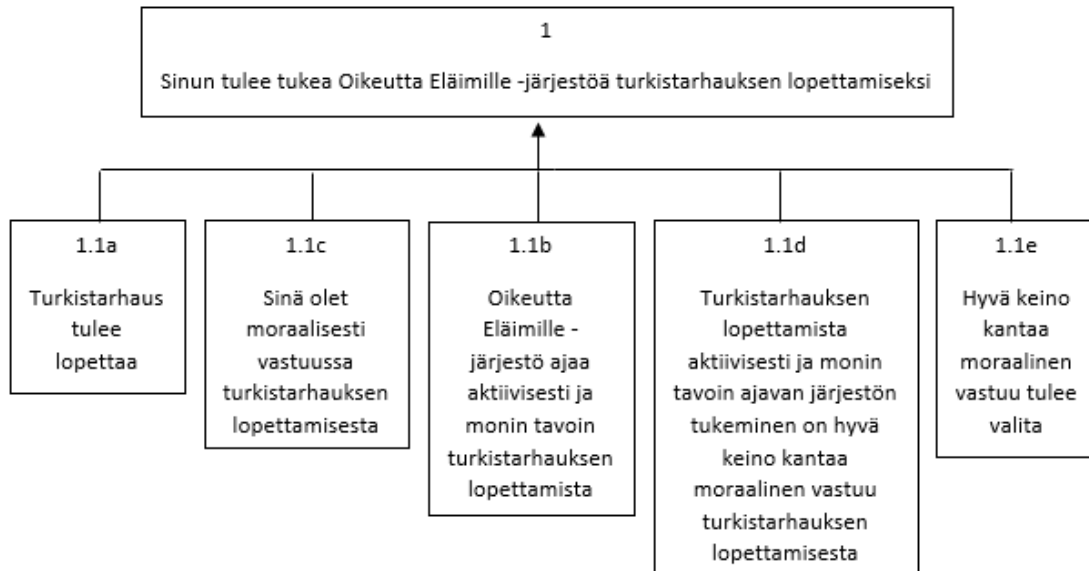 1
Sinun tulee tukea Oikeutta Eläimille -järjestöä turkistarhauksen lopettamiseksi
1.1a
Turkistarhaus
tulee
lopettaa
1.1c
Sinä olet
moraalisesti
vastuussa
turkistarhauksen
lopettamisesta
1.1b
Oikeutta
Eläimille -
järjestö ajaa
aktiivisesti ja
monin tavoin
turkistarhauksen
lopettamista
1.1d
Turkistarhauksen
lopettamista
aktiivisesti ja monin
tavoin ajavan järjestön
tukeminen on hyvä
keino kantaa
moraalinen vastuu
turkistarhauksen
lopettamisesta
1.1e
Hyvä keino
kantaa
moraalinen
vastuu tulee
valita